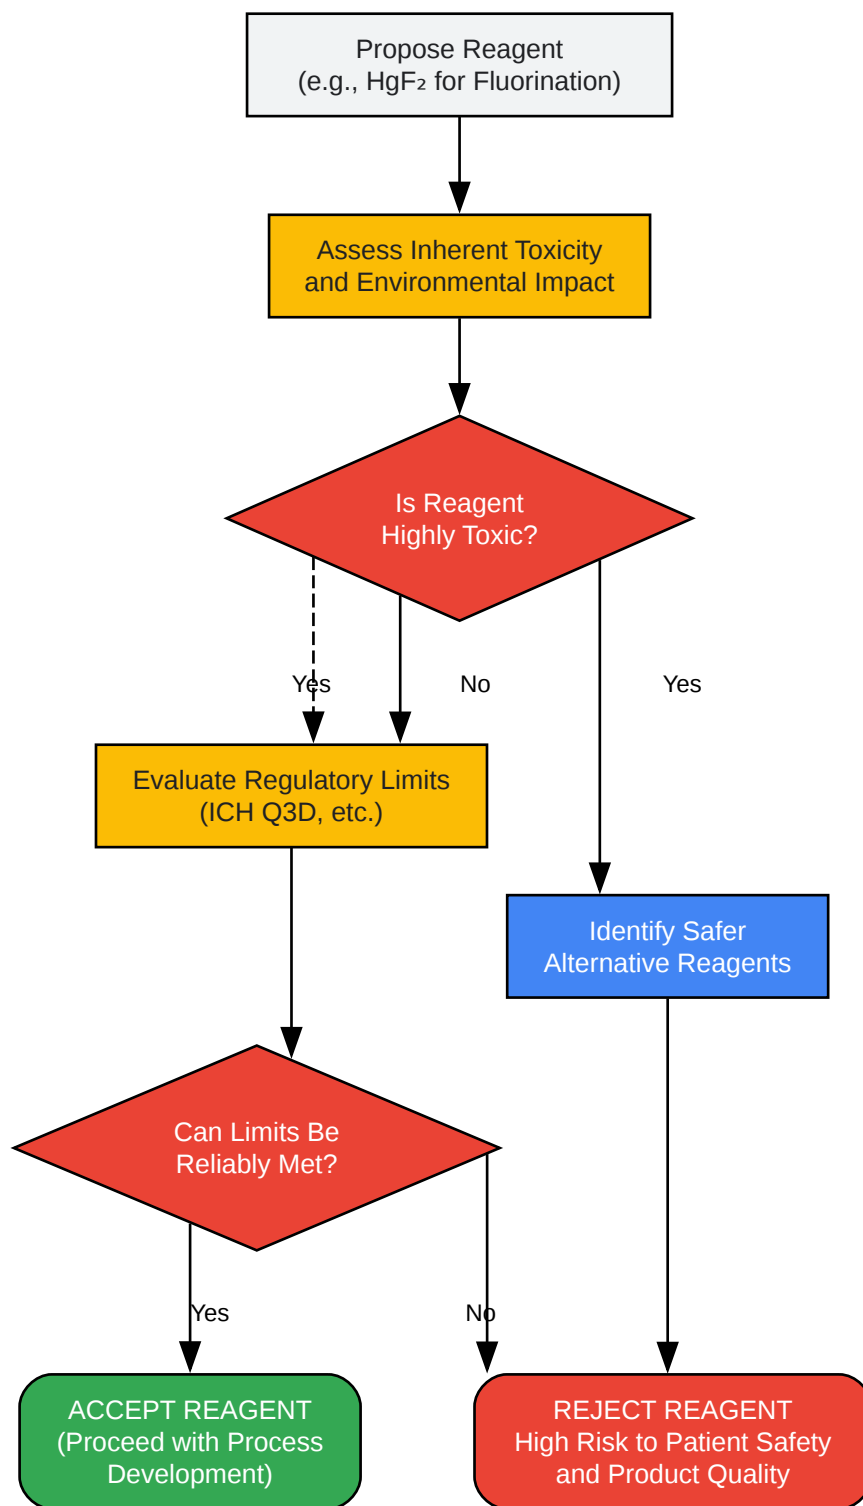 Propose Reagent
(e.g., HgF₂ for Fluorination)
Assess Inherent Toxicity
and Environmental Impact
Is Reagent
Highly Toxic?
Yes
No
Yes
Evaluate Regulatory Limits
(ICH Q3D, etc.)
Identify Safer
Alternative Reagents
Can Limits Be
Reliably Met?
Yes
No
ACCEPT REAGENT
(Proceed with Process
Development)
REJECT REAGENT
High Risk to Patient Safety
and Product Quality